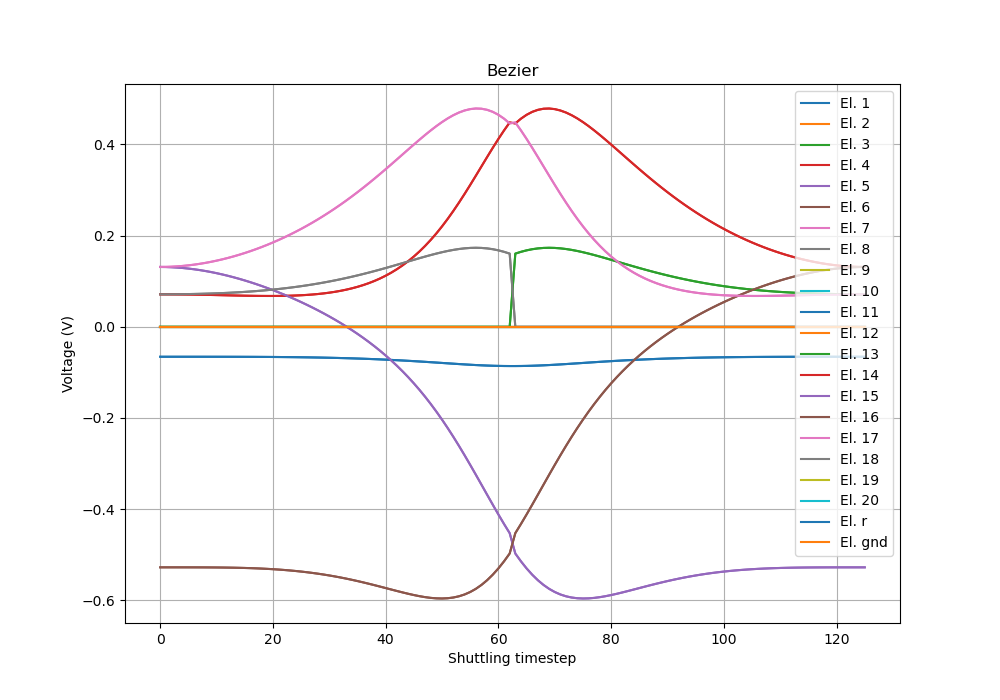 Bezier
Voltage (V)
0.4
0.2
0.0
−0.2
−0.4
−0.6
0
20
40
60
80
100
120
Shuttling timestep
El. 1
El. 2
El. 3
El. 4
El. 5
El. 6
El. 7
El. 8
El. 9
El. 10
El. 11
El. 12
El. 13
El. 14
El. 15
El. 16
El. 17
El. 18
El. 19
El. 20
El. r
El. gnd